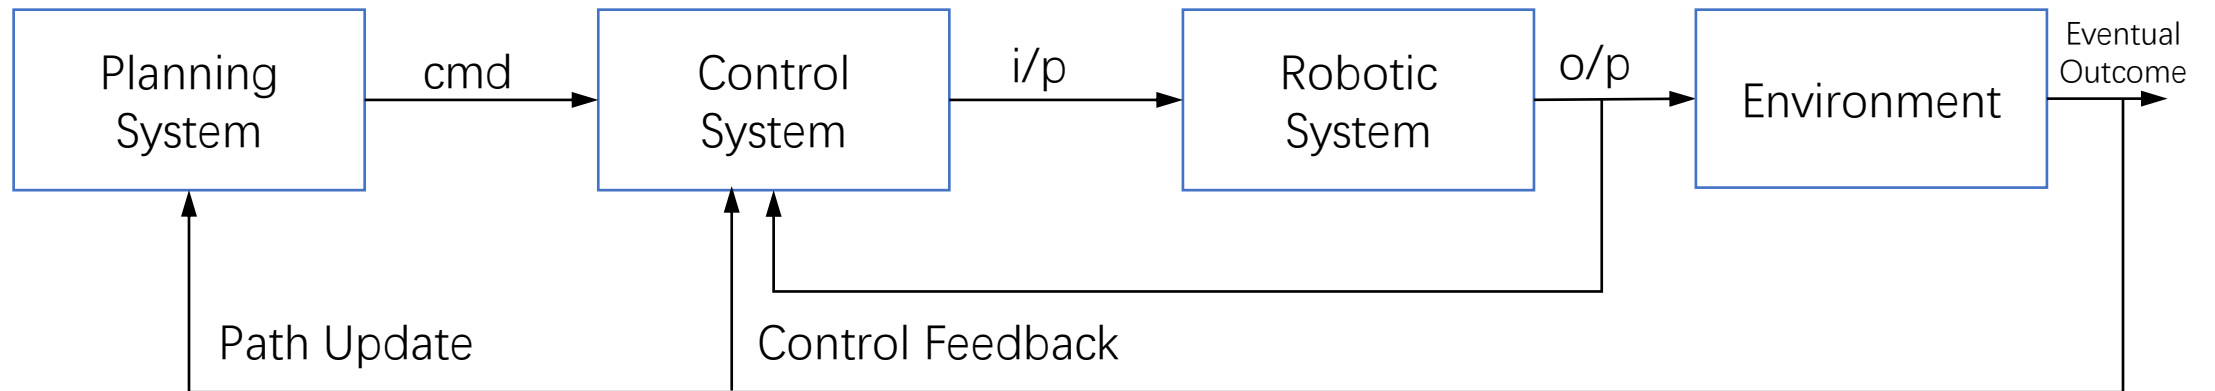 Planning
System
cmd
Control
System
i/p
Robotic
System
o/p
Environment
Eventual
Outcome
Path Update
Control Feedback